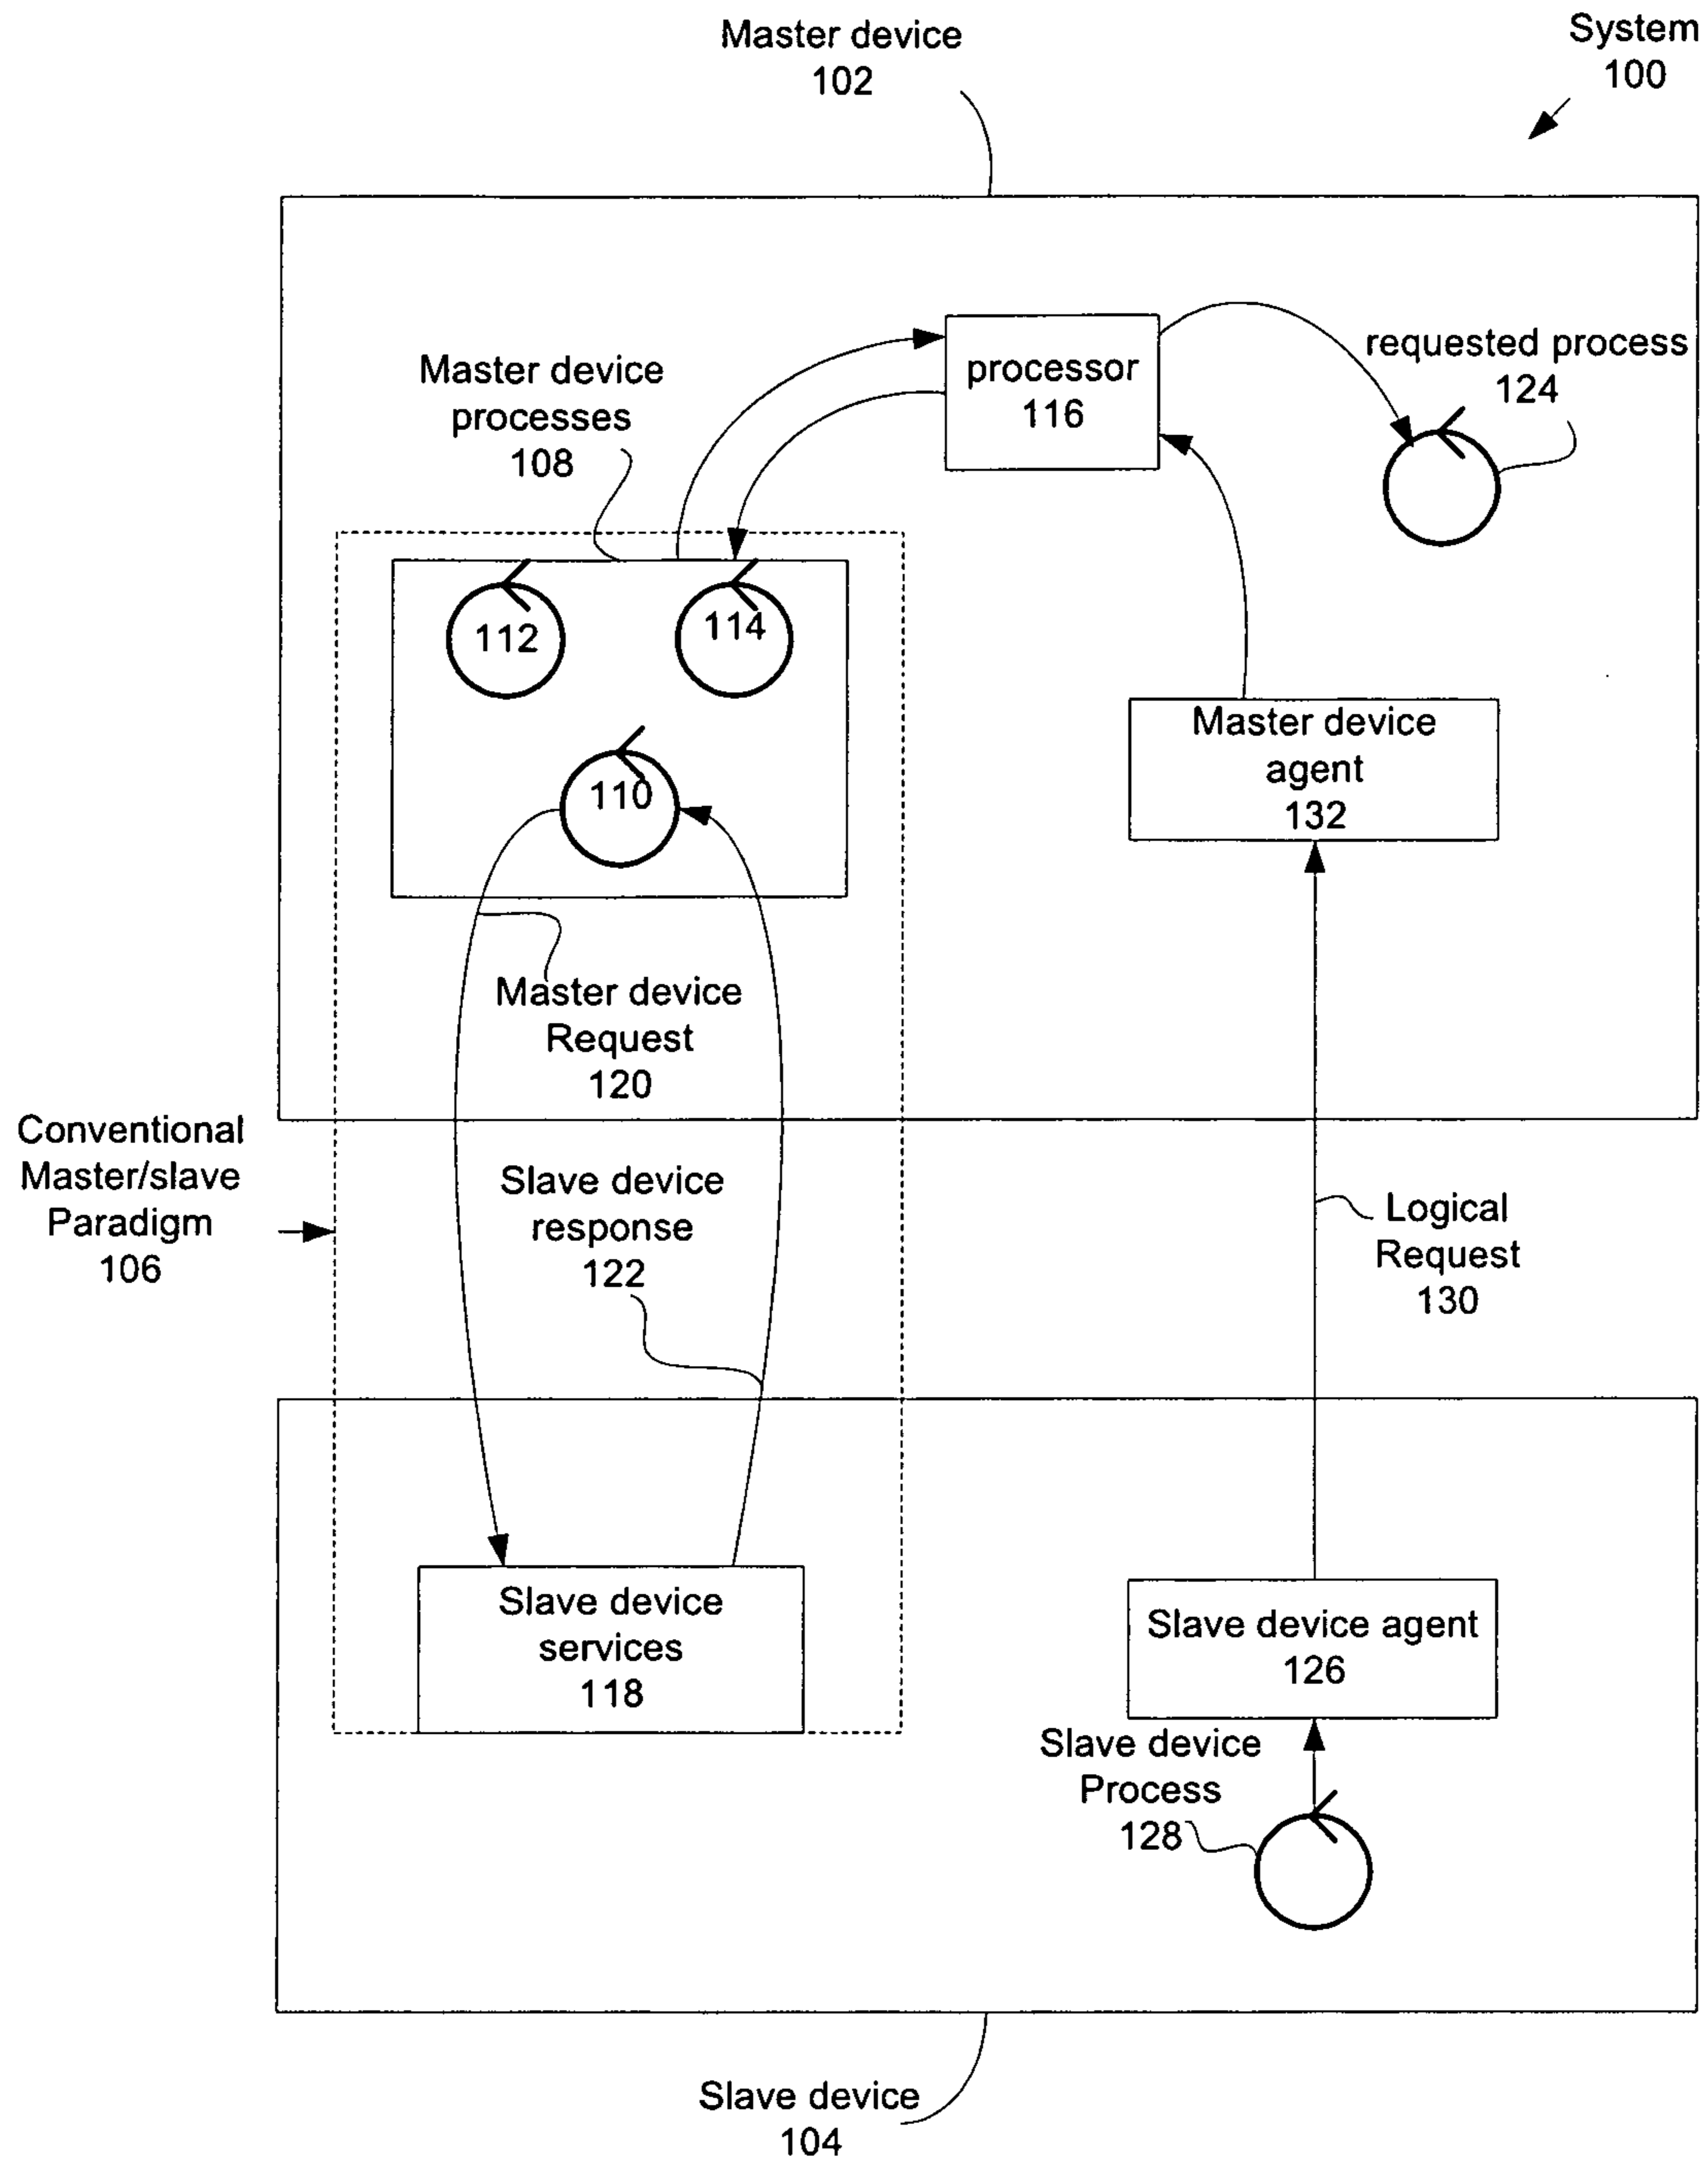 Master device
102
System
100
processor
116
requested process
124
Master device
processes
108
112
114
110
Master device
agent
132
Master device
Request
120
Conventional
Master/slave
Paradigm
106
Slave device
response
122
Logical
Request
130
Slave device
services
118
Slave device agent
126
Slave device
Process
128
Slave device
104